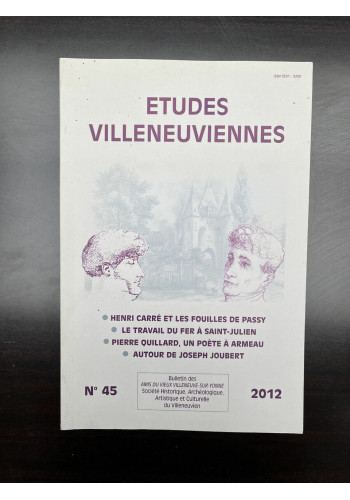 ETUDES
VILLENEUVIENNES
HENRI CARRÉ ET LES FOUILLES DE PASSY
LE TRAVAIL DU FER À SAINT-JULIEN
PIERRE QUILLARD, UN POÈTE À ARMEAU
AUTOUR DE JOSEPH JOUBERT
N° 45
Bulletin des
AMIS DU VIEUX VILLENEUVE-SUR-YONNE
Société Historique, Archéologique,
Artistique et Culturelle
du Villeneuvien
2012